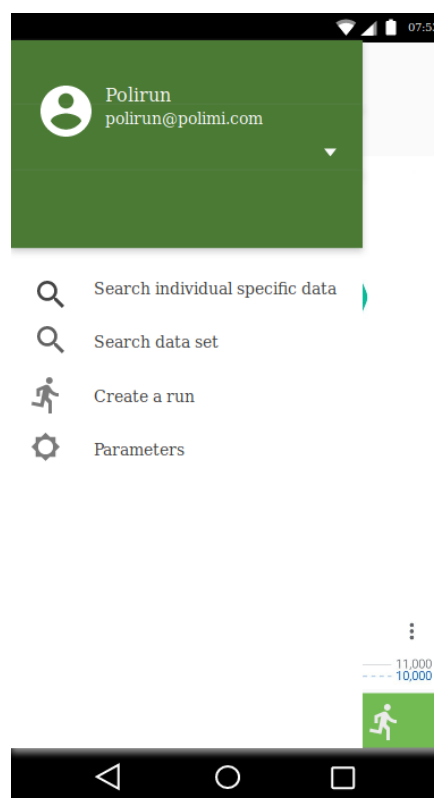 07:5
Polirun
polirun@polimi.com
Search individual specific data
Search data set
Create a run
Parameters
11,000
10,000